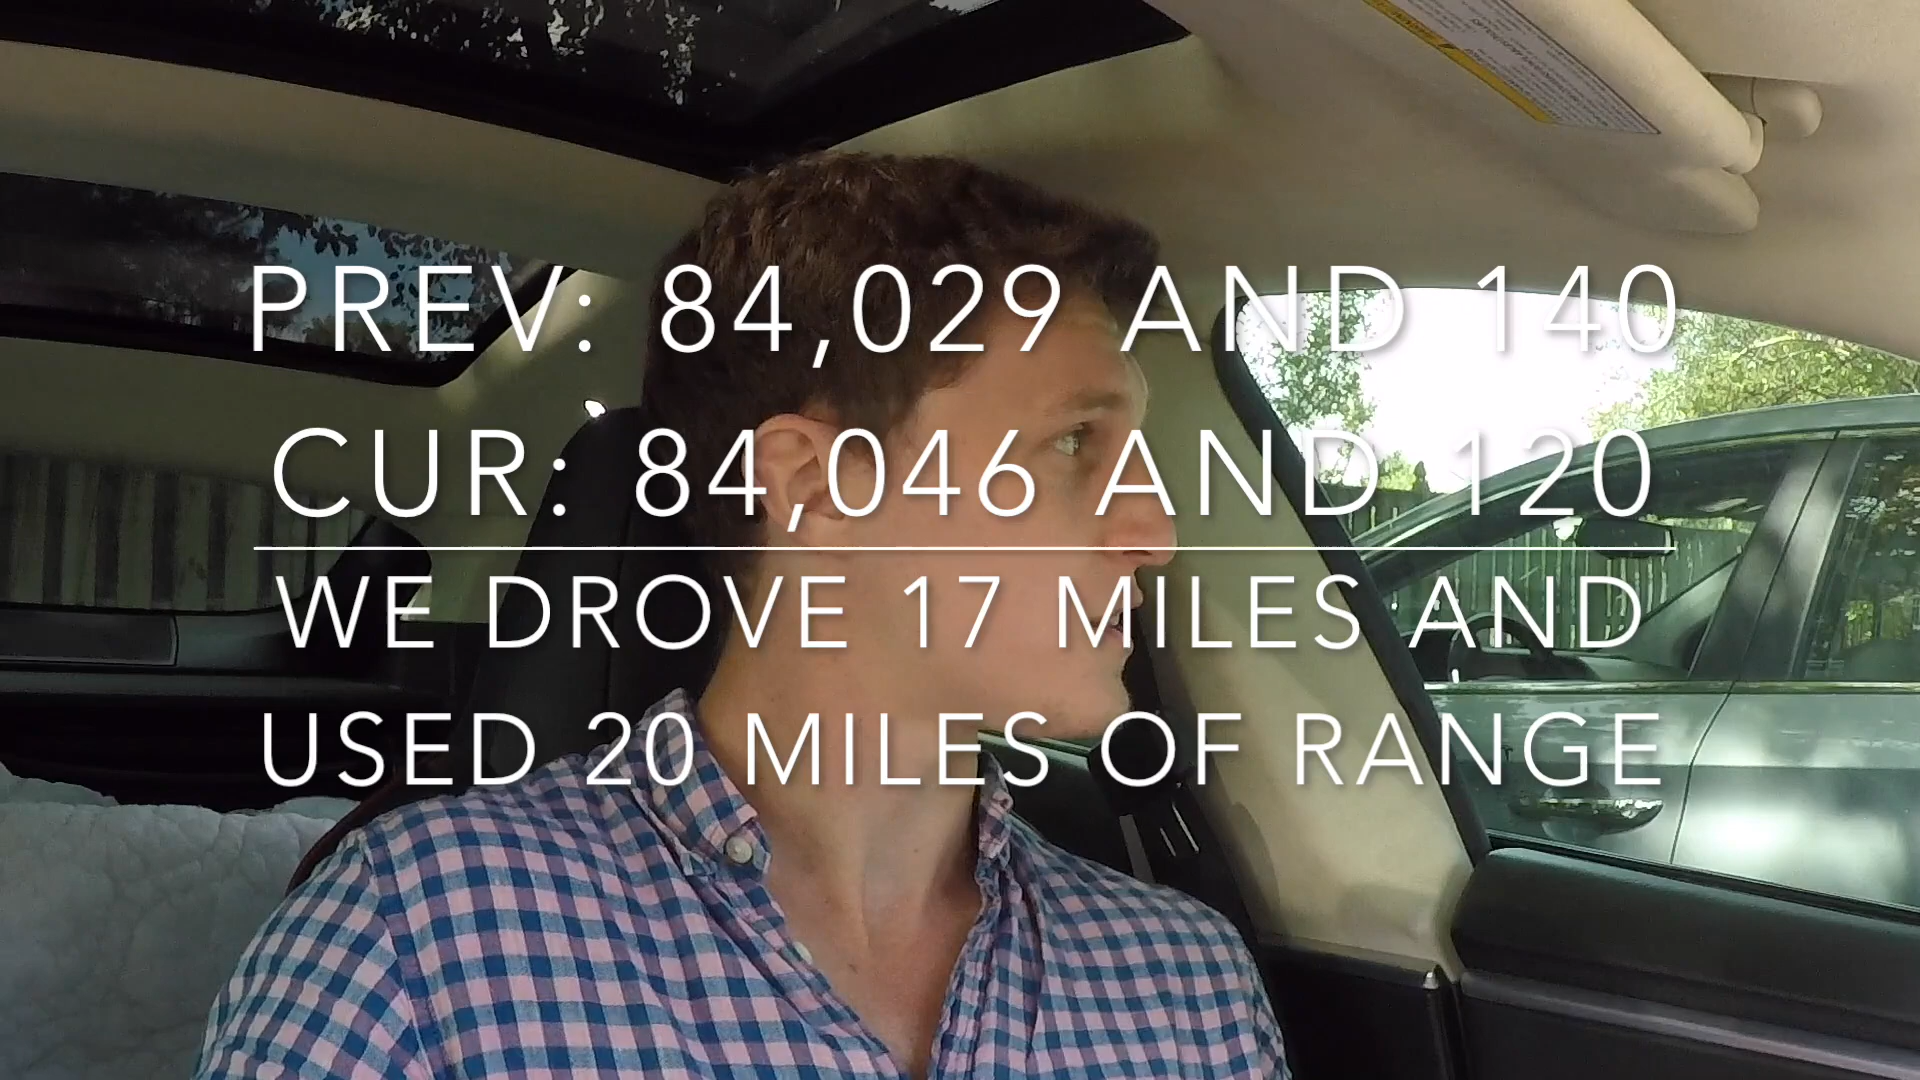 PREV: 84,029 AND 140
CUR: 84,046 AND 120
WE DROVE 17 MILES AND
USED 20 MILES OF RANGE